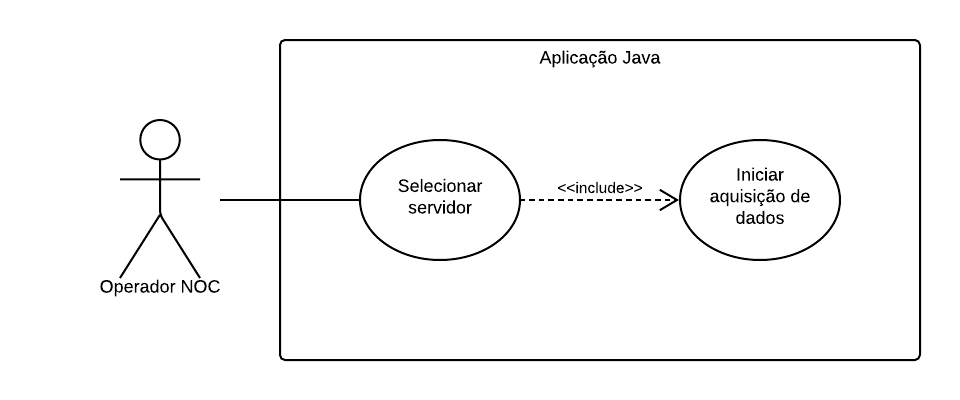 Aplicação Java
Selecionar
servidor
<<include>>
Iniciar
aquisição de
dados
Operador NOC